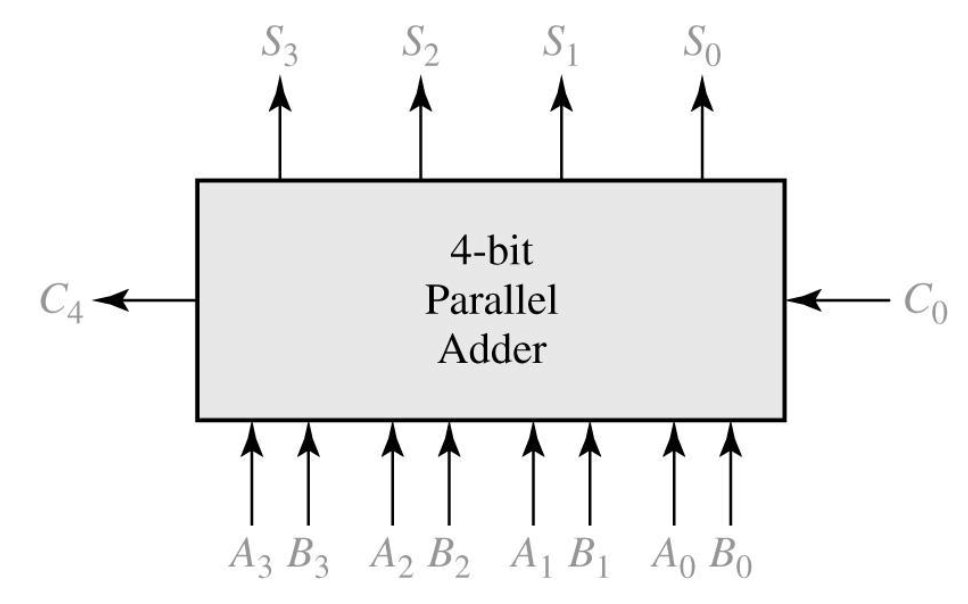 S₃ S₂ S₁ S₀
4-bit
Parallel
Adder
C₄ C₀
A₃ B₃ A₂ B₂ A₁ B₁ A₀ B₀